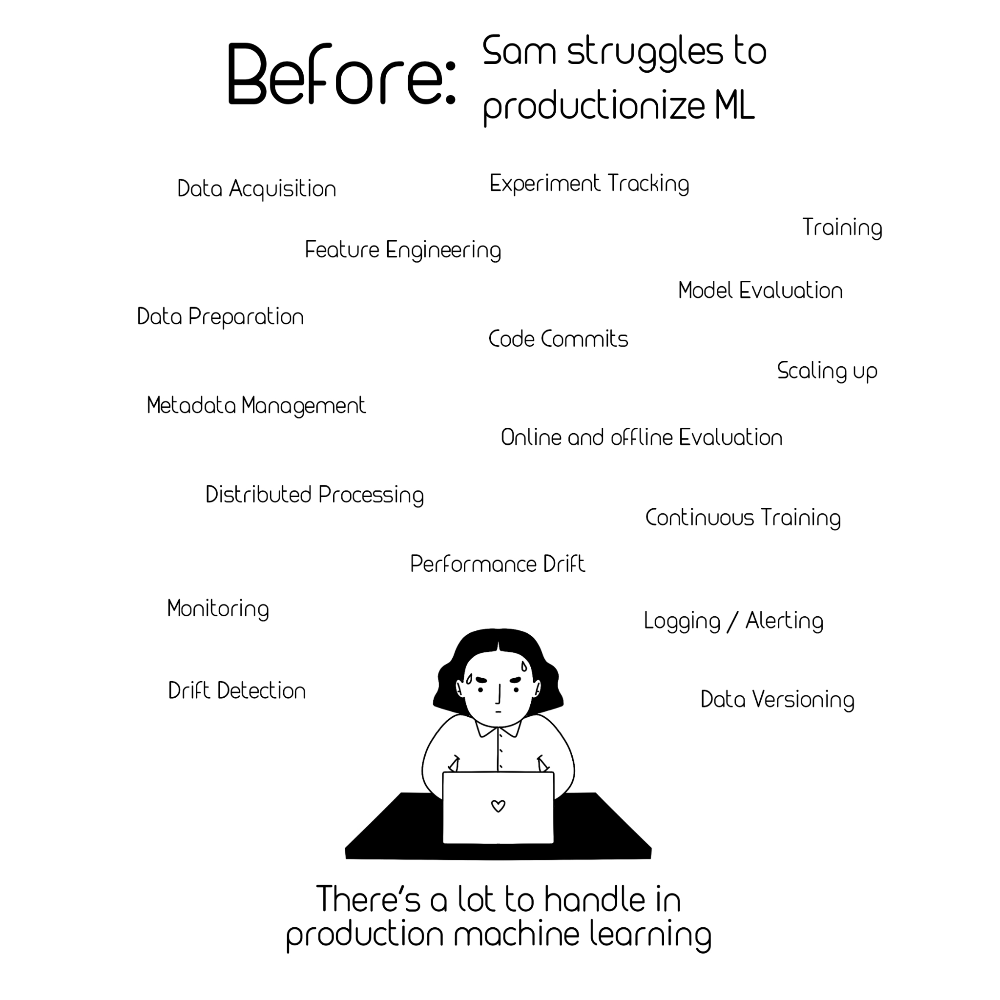 Before:
Sam struggles to
productionize ML
Data Acquisition
Experiment Tracking
Training
Feature Engineering
Model Evaluation
Data Preparation
Code Commits
Scaling up
Metadata Management
Online and offline Evaluation
Distributed Processing
Continuous Training
Performance Drift
Monitoring
Logging / Alerting
Drift Detection
Data Versioning
There's a lot to handle in
production machine learning